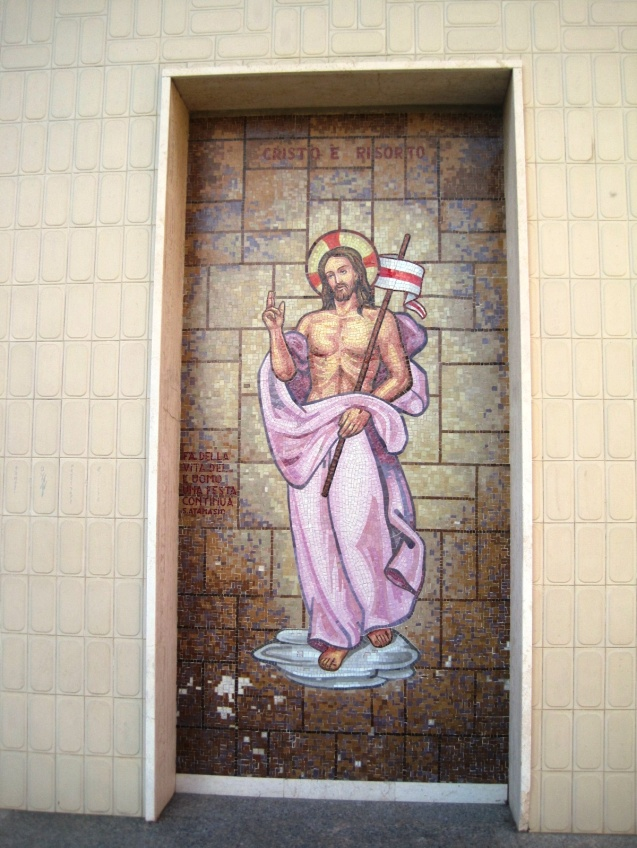 CRISTO È RISORTO
FA DELLA
VITA DEL
L'UOMO
UNA FESTA
CONTINUA
S. ATANASIO